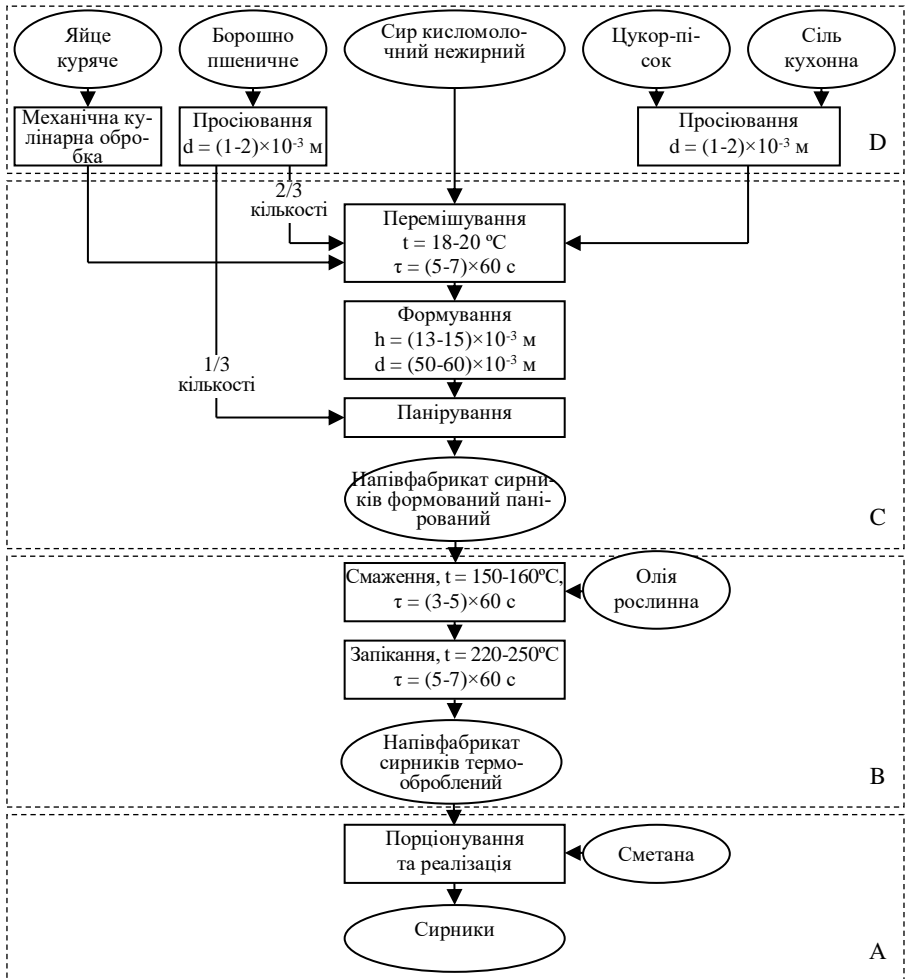 Яйце
куряче
Борошно
пшеничне
Сир кисломоло-
чний нежирний
Цукор-пі-
сок
Сіль
кухонна
Механічна ку-
лінарна обро-
бка
Просіювання
d = (1-2)×10⁻³ м
Просіювання
d = (1-2)×10⁻³ м
D
2/3
кількості
Перемішування
t = 18-20 ºС
τ = (5-7)×60 с
Формування
h = (13-15)×10⁻³ м
d = (50-60)×10⁻³ м
1/3
кількості
Панірування
Напівфабрикат сирни-
ків формований пані-
рований
C
Смаження, t = 150-160ºС,
τ = (3-5)×60 с
Олія
рослинна
Запікання, t = 220-250ºС
τ = (5-7)×60 с
Напівфабрикат
сирників термо-
оброблений
B
Порціонування
та реалізація
Сметана
Сирники
A